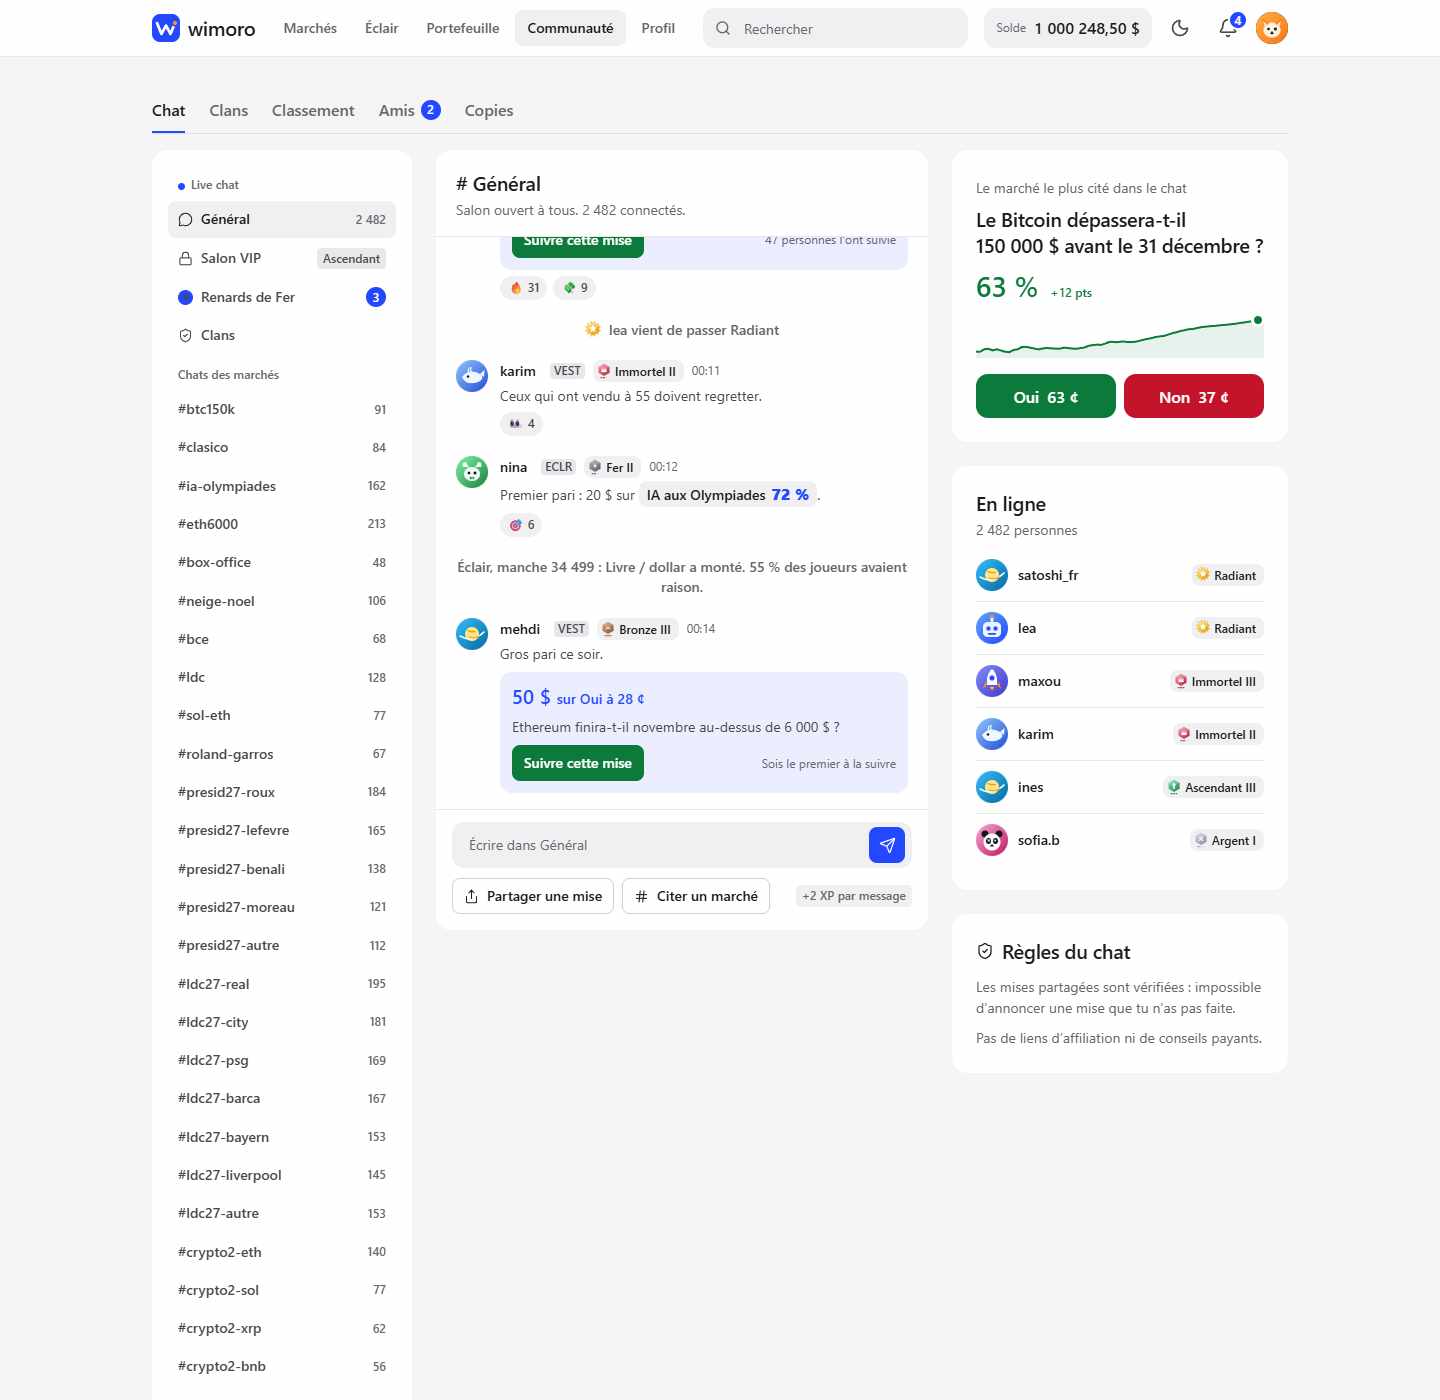 wimoro
Marchés
Éclair
Portefeuille
Communauté
Profil
Rechercher
Solde 1 000 248,50 $
4
Chat
Clans
Classement
Amis 2
Copies
Live chat
Général 2 482
Salon VIP Ascendant
Renards de Fer 3
Clans
Chats des marchés
#btc150k 91
#clasico 84
#ia-olympiades 162
#eth6000 213
#box-office 48
#neige-noel 106
#bce 68
#ldc 128
#sol-eth 77
#roland-garros 67
#presid27-roux 184
#presid27-lefevre 165
#presid27-benali 138
#presid27-moreau 121
#presid27-autre 112
#ldc27-real 195
#ldc27-city 181
#ldc27-psg 169
#ldc27-barca 167
#ldc27-bayern 153
#ldc27-liverpool 145
#ldc27-autre 153
#crypto2-eth 140
#crypto2-sol 77
#crypto2-xrp 62
#crypto2-bnb 56
# Général
Salon ouvert à tous. 2 482 connectés.
Suivre cette mise 47 personnes l'ont suivie
31 9
lea vient de passer Radiant
karim VEST Immortel II 00:11
Ceux qui ont vendu à 55 doivent regretter.
4
nina ECLR Fer II 00:12
Premier pari : 20 $ sur IA aux Olympiades 72 % .
6
Éclair, manche 34 499 : Livre / dollar a monté. 55 % des joueurs avaient
raison.
mehdi VEST Bronze III 00:14
Gros pari ce soir.
50 $ sur Oui à 28 ¢
Ethereum finira-t-il novembre au-dessus de 6 000 $ ?
Suivre cette mise Sois le premier à la suivre
Écrire dans Général
Partager une mise
Citer un marché
+2 XP par message
Le marché le plus cité dans le chat
Le Bitcoin dépassera-t-il
150 000 $ avant le 31 décembre ?
63 % +12 pts
Oui 63 ¢
Non 37 ¢
En ligne
2 482 personnes
satoshi_fr Radiant
lea Radiant
maxou Immortel III
karim Immortel II
ines Ascendant III
sofia.b Argent I
Règles du chat
Les mises partagées sont vérifiées : impossible
d'annoncer une mise que tu n'as pas faite.
Pas de liens d'affiliation ni de conseils payants.